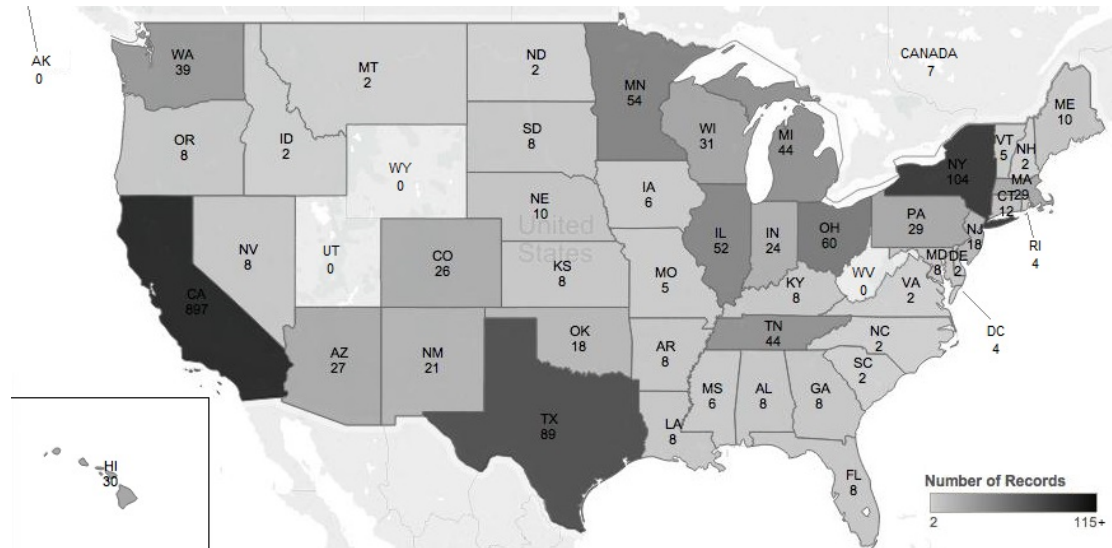 AK
0
WA
39
MT
2
ND
2
MN
54
CANADA
7
ME
10
OR
8
ID
2
SD
8
WI
31
MI
44
VT
5
NH
2
WY
0
NY
104
MA
29
CT
12
RI
4
NE
10
IA
6
United
States
NV
8
UT
0
CO
26
KS
8
MO
5
IL
52
IN
24
OH
60
PA
29
NJ
18
WV
0
MD
8
DE
2
VA
2
KY
8
DC
4
CA
897
AZ
27
NM
21
OK
18
AR
8
TN
44
NC
2
SC
2
TX
89
LA
8
MS
6
AL
8
GA
8
FL
8
HI
30
Number of Records
2 115+